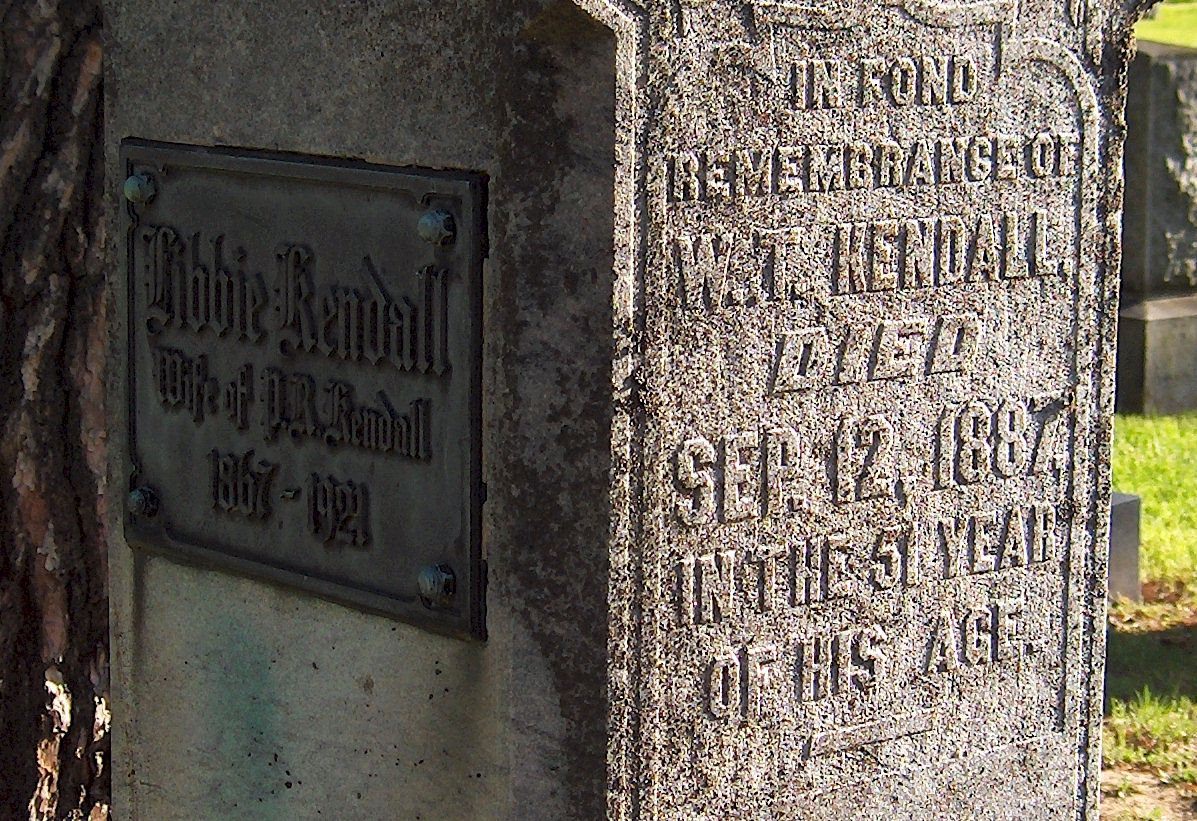 Libbie Kendall
Wife of P.R. Kendall
1867 - 1921
IN FOND
REMEMBRANCE OF
W.T. KENDALL.
DIED
SEP. 12, 1884
IN THE 51 YEAR
OF HIS AGE.